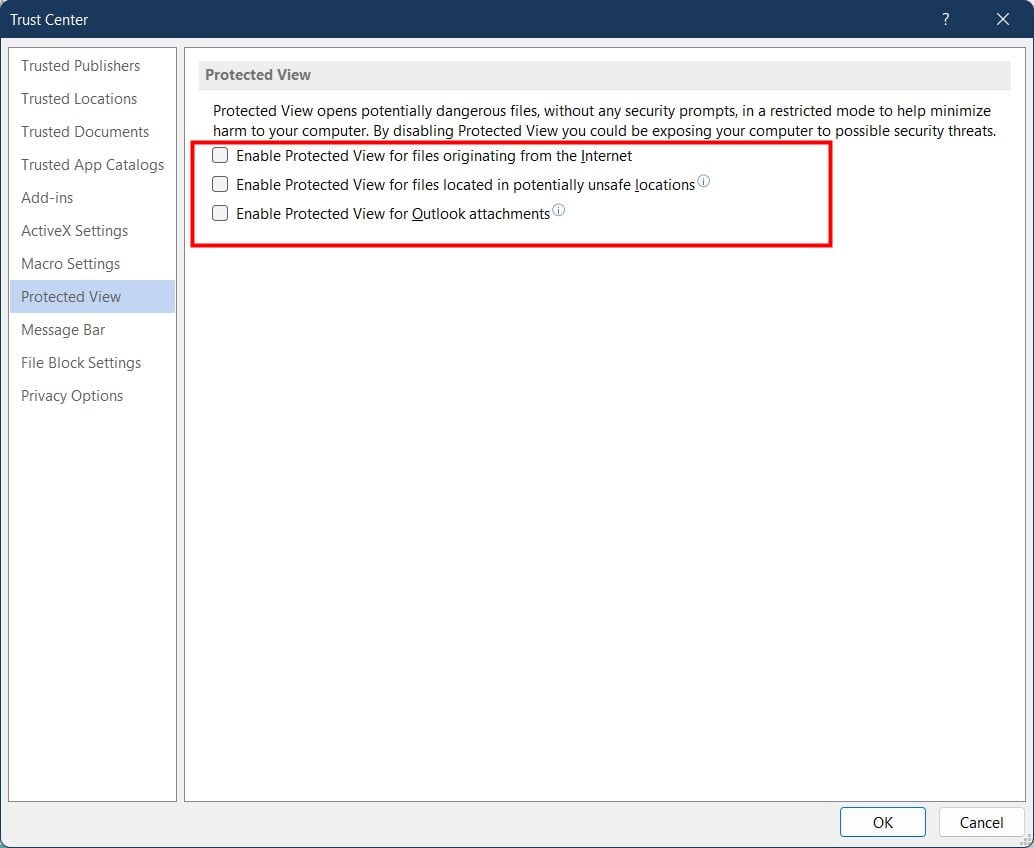 Trust Center
?
Trusted Publishers
Trusted Locations
Trusted Documents
Trusted App Catalogs
Add-ins
ActiveX Settings
Macro Settings
Protected View
Message Bar
File Block Settings
Privacy Options
Protected View
Protected View opens potentially dangerous files, without any security prompts, in a restricted mode to help minimize
harm to your computer. By disabling Protected View you could be exposing your computer to possible security threats.
Enable Protected View for files originating from the Internet
Enable Protected View for files located in potentially unsafe locations
Enable Protected View for Outlook attachments
OK
Cancel